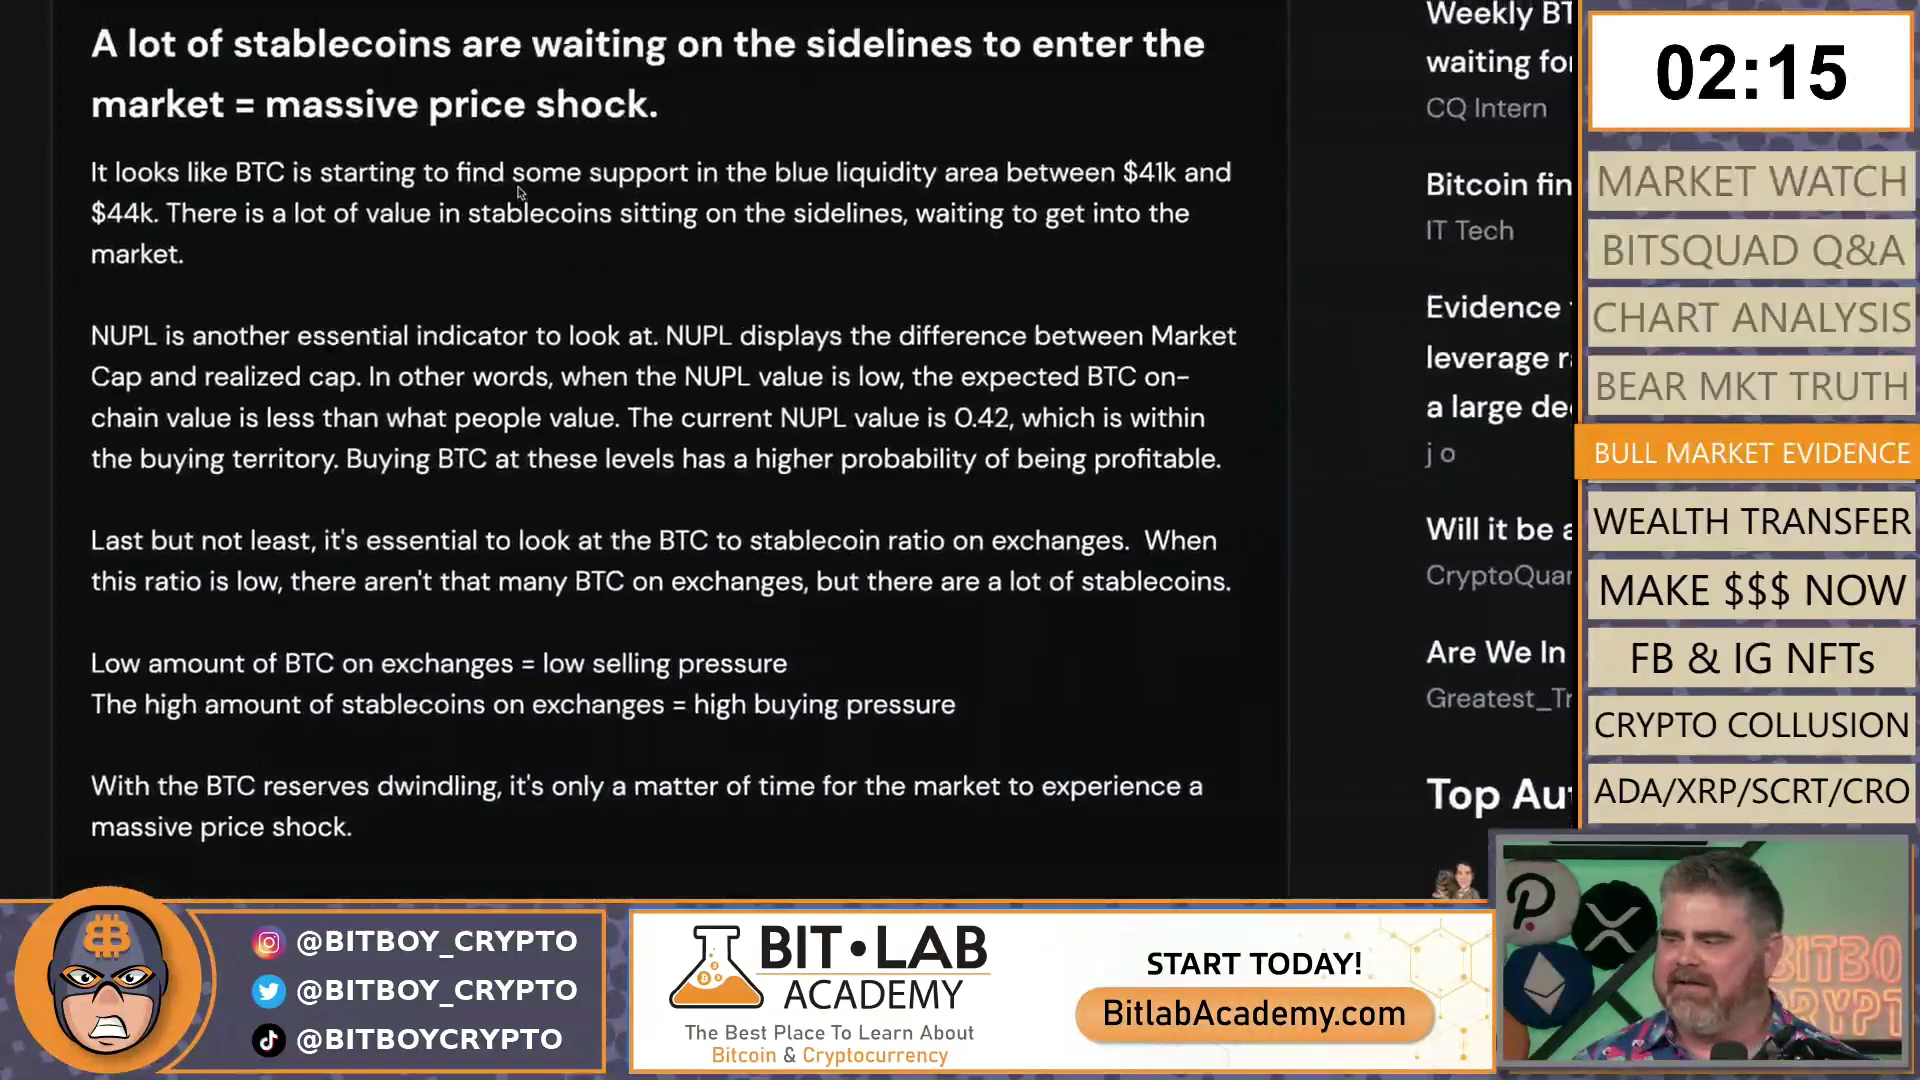 A lot of stablecoins are waiting on the sidelines to enter the
market = massive price shock.
It looks like BTC is starting to find some support in the blue liquidity area between $41k and
$44k. There is a lot of value in stablecoins sitting on the sidelines, waiting to get into the
market.
NUPL is another essential indicator to look at. NUPL displays the difference between Market
Cap and realized cap. In other words, when the NUPL value is low, the expected BTC on-
chain value is less than what people value. The current NUPL value is 0.42, which is within
the buying territory. Buying BTC at these levels has a higher probability of being profitable.
Last but not least, it's essential to look at the BTC to stablecoin ratio on exchanges.  When
this ratio is low, there aren't that many BTC on exchanges, but there are a lot of stablecoins.
Low amount of BTC on exchanges = low selling pressure
The high amount of stablecoins on exchanges = high buying pressure
With the BTC reserves dwindling, it's only a matter of time for the market to experience a
massive price shock.
Weekly BT
waiting for
CQ Intern
Bitcoin fin
IT Tech
Evidence
leverage r
a large de
j o
Will it be a
CryptoQuan
Are We In
Greatest_Tr
Top Au
02:15
MARKET WATCH
BITSQUAD Q&A
CHART ANALYSIS
BEAR MKT TRUTH
BULL MARKET EVIDENCE
WEALTH TRANSFER
MAKE $$$ NOW
FB & IG NFTs
CRYPTO COLLUSION
ADA/XRP/SCRT/CRO
@BITBOY_CRYPTO
@BITBOY_CRYPTO
@BITBOYCRYPTO
BIT•LAB
ACADEMY
The Best Place To Learn About
Bitcoin & Cryptocurrency
START TODAY!
BitlabAcademy.com
BITBO
CRYPT